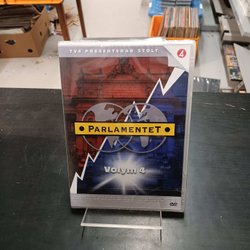 TV4 PRESENTERAR STOLT
4
PARLAMENTET
Volym 4
DVD